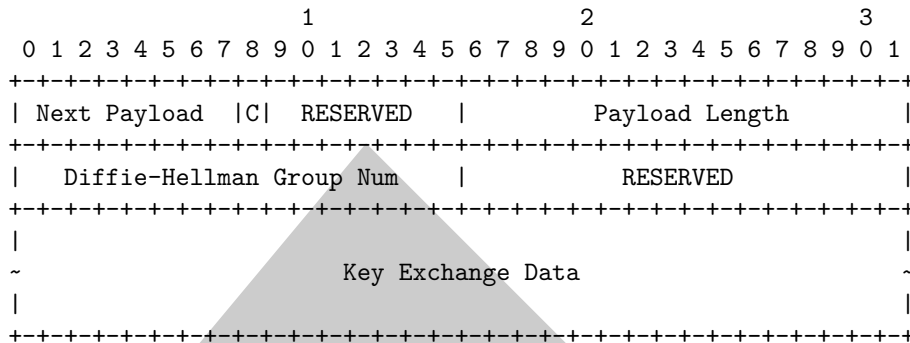 1                   2                   3
 0 1 2 3 4 5 6 7 8 9 0 1 2 3 4 5 6 7 8 9 0 1 2 3 4 5 6 7 8 9 0 1
+-+-+-+-+-+-+-+-+-+-+-+-+-+-+-+-+-+-+-+-+-+-+-+-+-+-+-+-+-+-+-+-+
| Next Payload  |C|  RESERVED   |         Payload Length        |
+-+-+-+-+-+-+-+-+-+-+-+-+-+-+-+-+-+-+-+-+-+-+-+-+-+-+-+-+-+-+-+-+
|   Diffie-Hellman Group Num    |           RESERVED            |
+-+-+-+-+-+-+-+-+-+-+-+-+-+-+-+-+-+-+-+-+-+-+-+-+-+-+-+-+-+-+-+-+
|                                                               |
~                       Key Exchange Data                       ~
|                                                               |
+-+-+-+-+-+-+-+-+-+-+-+-+-+-+-+-+-+-+-+-+-+-+-+-+-+-+-+-+-+-+-+-+